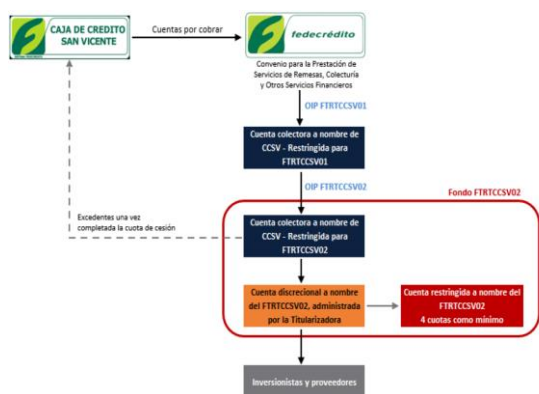 CAJA DE CREDITO
SAN VICENTE
Cuentas por cobrar
fedecrédito
Convenio para la Prestación de
Servicios de Remesas, Colecturía
y Otros Servicios Financieros
OIP FTRTCCSV01
Cuenta colectora a nombre de
CCSV - Restringida para
FTRTCCSV01
OIP FTRTCCSV02
Fondo FTRTCCSV02
Excedentes una vez
completada la cuota de cesión
Cuenta colectora a nombre de
CCSV - Restringida para
FTRTCCSV02
Cuenta discrecional a nombre
del FTRTCCSV02, administrada
por la Titularizadora
Cuenta restringida a nombre del
FTRTCCSV02
4 cuotas como mínimo
Inversionistas y proveedores